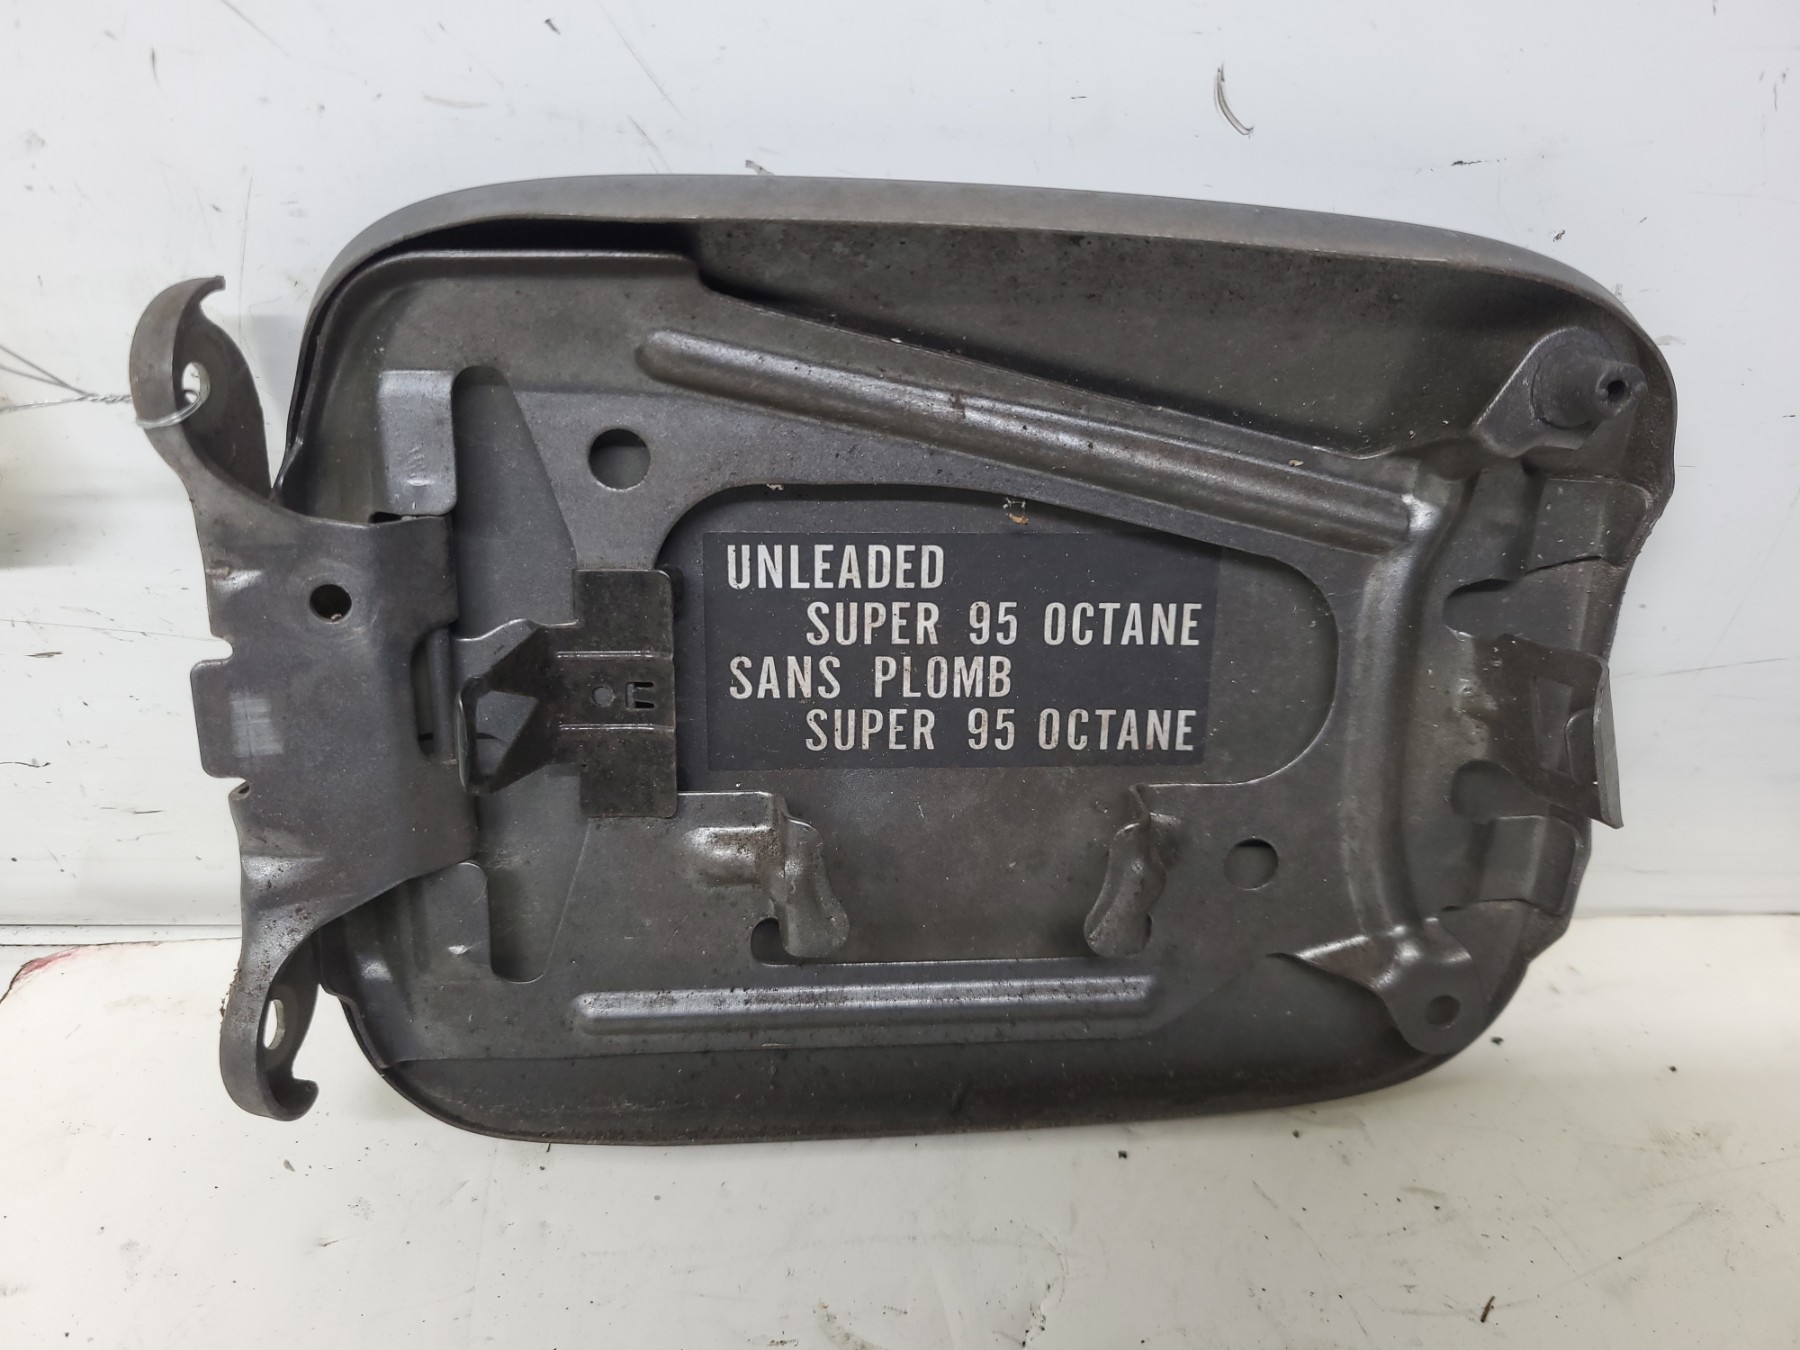 UNLEADED
SUPER 95 OCTANE
SANS PLOMB
SUPER 95 OCTANE